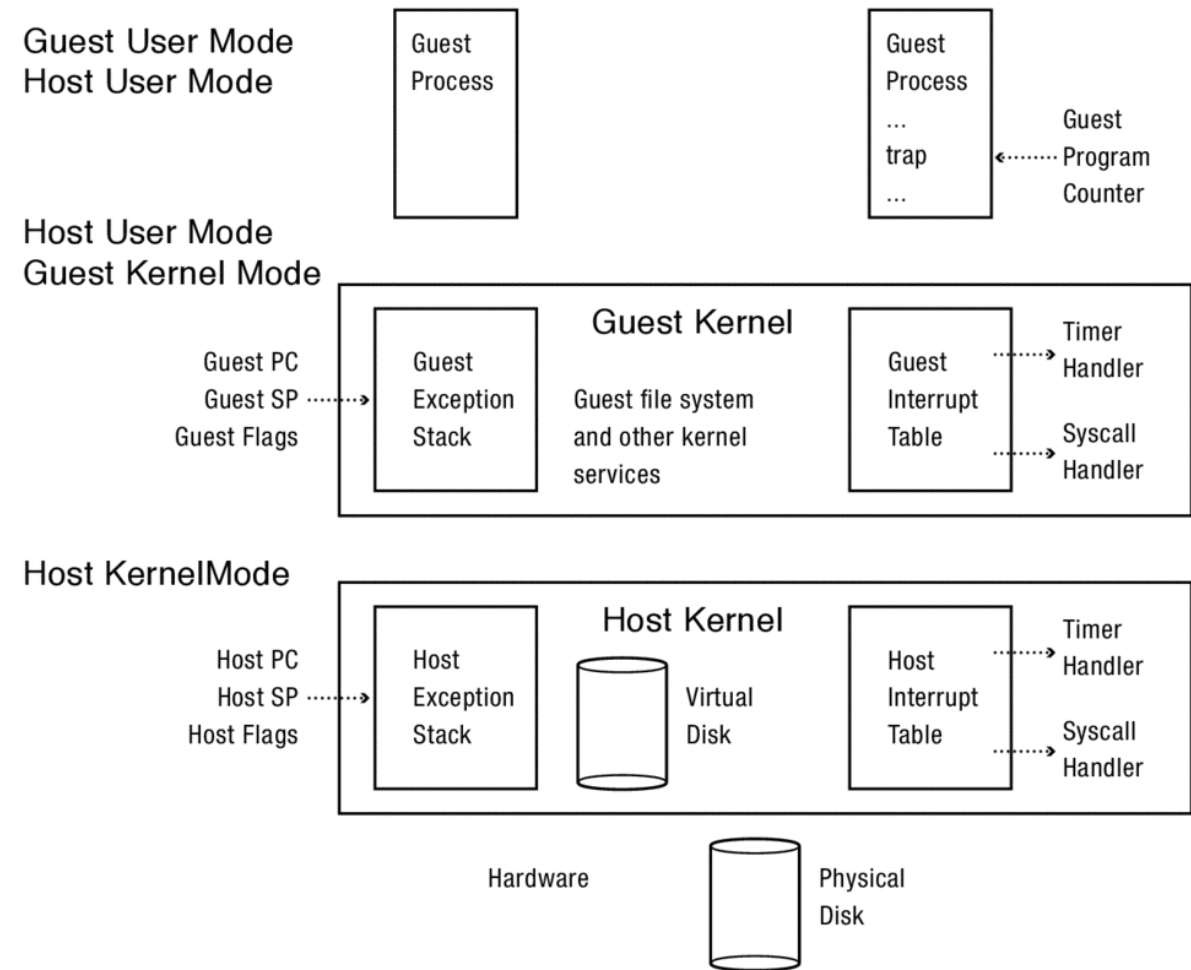 Guest User Mode
Host User Mode
Guest
Process
Guest
Process
...
trap
...
Guest
Program
Counter
Host User Mode
Guest Kernel Mode
Guest Kernel
Guest PC
Guest SP
Guest Flags
Guest
Exception
Stack
Guest file system
and other kernel
services
Guest
Interrupt
Table
Timer
Handler
Syscall
Handler
Host KernelMode
Host Kernel
Host PC
Host SP
Host Flags
Host
Exception
Stack
Virtual
Disk
Host
Interrupt
Table
Timer
Handler
Syscall
Handler
Hardware
Physical
Disk